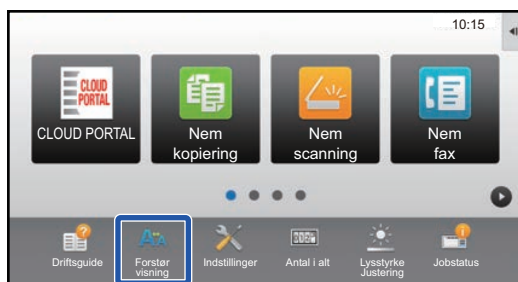 10:15
CLOUD
PORTAL
CLOUD PORTAL
Nem
kopiering
Nem
scanning
Nem
fax
Driftsguide
Forstør
visning
Indstillinger
Antal i alt
Lysstyrke
Justering
Jobstatus